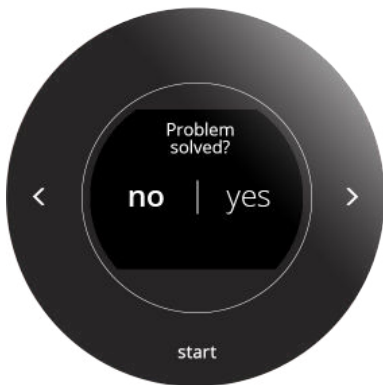 Problem
solved?
< no | yes >
start